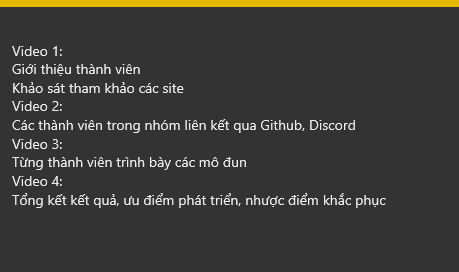 Video 1:
Giới thiệu thành viên
Khảo sát tham khảo các site
Video 2:
Các thành viên trong nhóm liên kết qua Github, Discord
Video 3:
Từng thành viên trình bày các mô đun
Video 4:
Tổng kết kết quả, ưu điểm phát triển, nhược điểm khắc phục